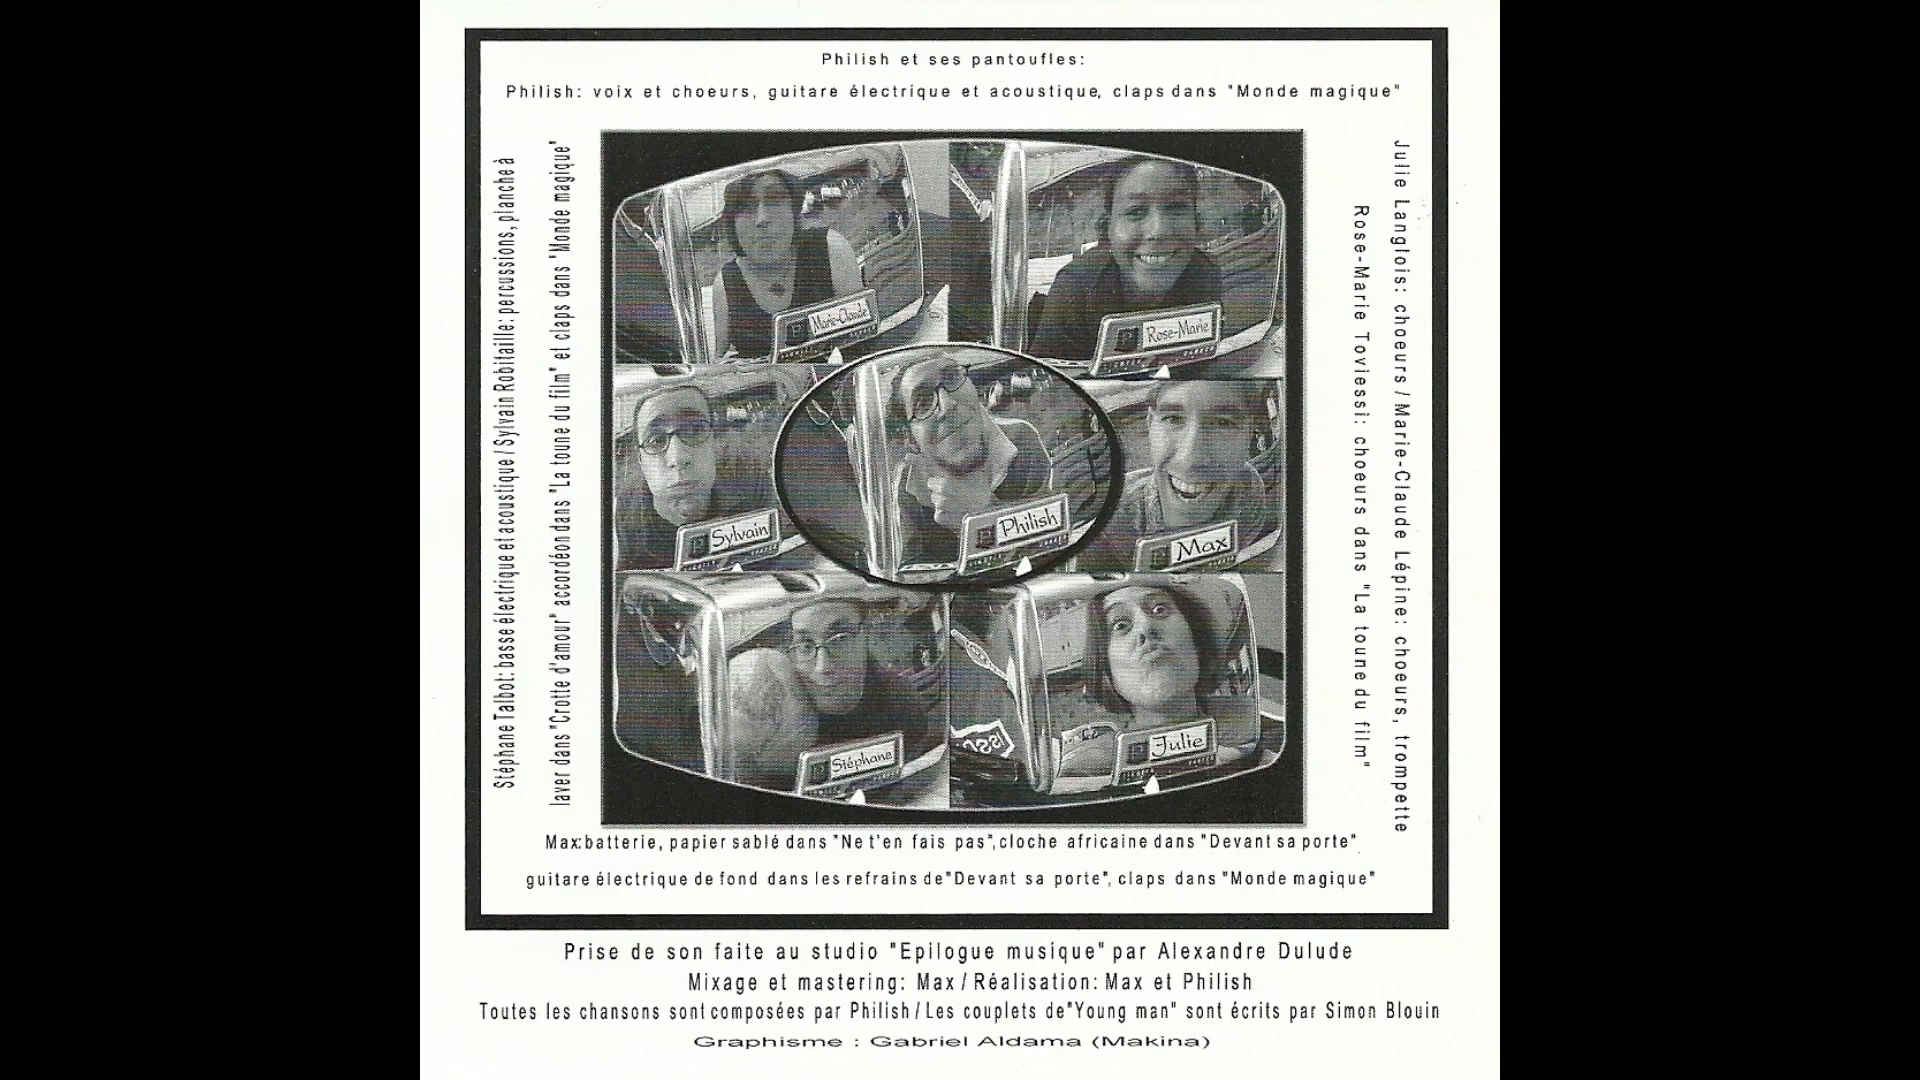 Philish et ses pantoufles:
Philish: voix et choeurs, guitare électrique et acoustique, claps dans "Monde magique"
Stéphane Talbot: basse électrique et acoustique / Sylvain Robitaille: percussions, planche à
laver dans "Crotte d'amour" accordéon dans "La toune du film" et claps dans "Monde magique"
Julie Langlois: choeurs / Marie-Claude Lépine: choeurs, trompette
Rose-Marie Toviessi: choeurs dans "La toune du film"
Marie-Claude
Rose-Marie
Sylvain
Philish
Max
Stéphane
Julie
Max:batterie, papier sablé dans "Ne t'en fais pas",cloche africaine dans "Devant sa porte"
guitare électrique de fond dans les refrains de"Devant sa porte", claps dans "Monde magique"
Prise de son faite au studio "Epilogue musique" par Alexandre Dulude
Mixage et mastering: Max / Réalisation: Max et Philish
Toutes les chansons sont composées par Philish / Les couplets de"Young man" sont écrits par Simon Blouin
Graphisme : Gabriel Aldama (Makina)